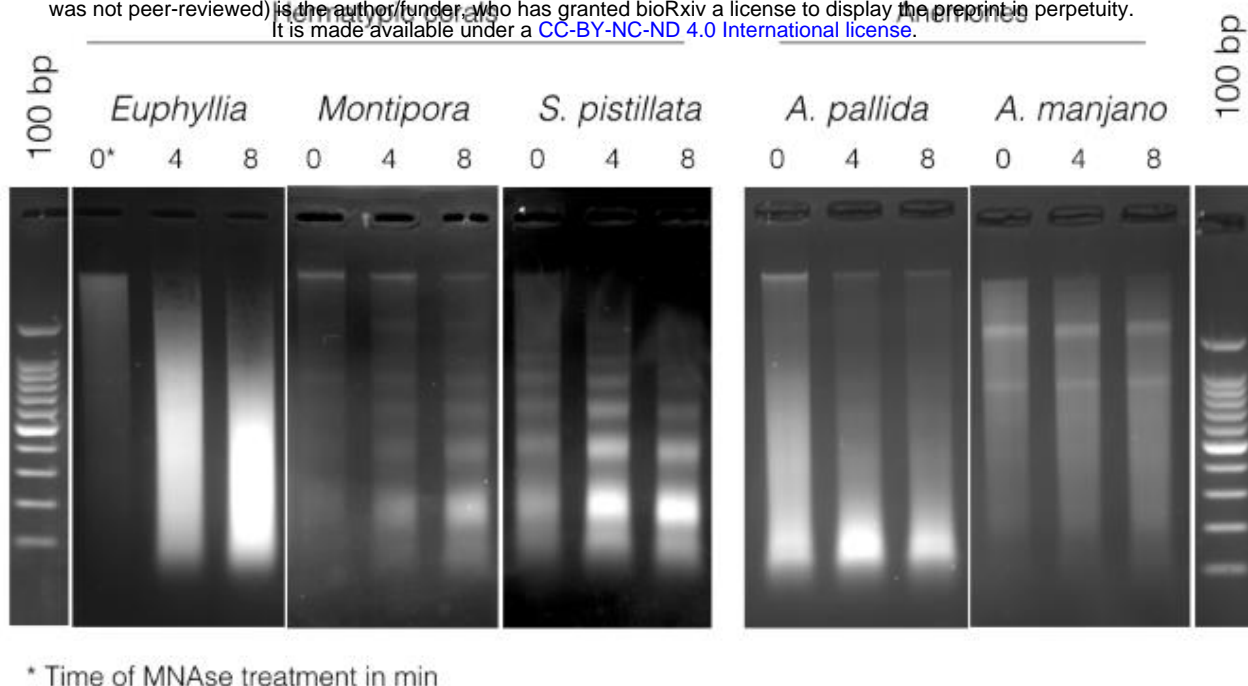 was not peer-reviewed) is the author/funder, who has granted bioRxiv a license to display the preprint in perpetuity.
It is made available under a CC-BY-NC-ND 4.0 International license.
Hermatypic corals
Anemones
100 bp
Euphyllia
Montipora
S. pistillata
A. pallida
A. manjano
100 bp
0* 4 8 0 4 8 0 4 8 0 4 8 0 4 8
* Time of MNAse treatment in min